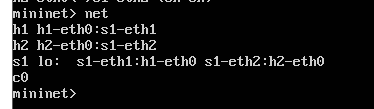 mininet> net
h1 h1-eth0:s1-eth1
h2 h2-eth0:s1-eth2
s1 lo:  s1-eth1:h1-eth0 s1-eth2:h2-eth0
c0
mininet>